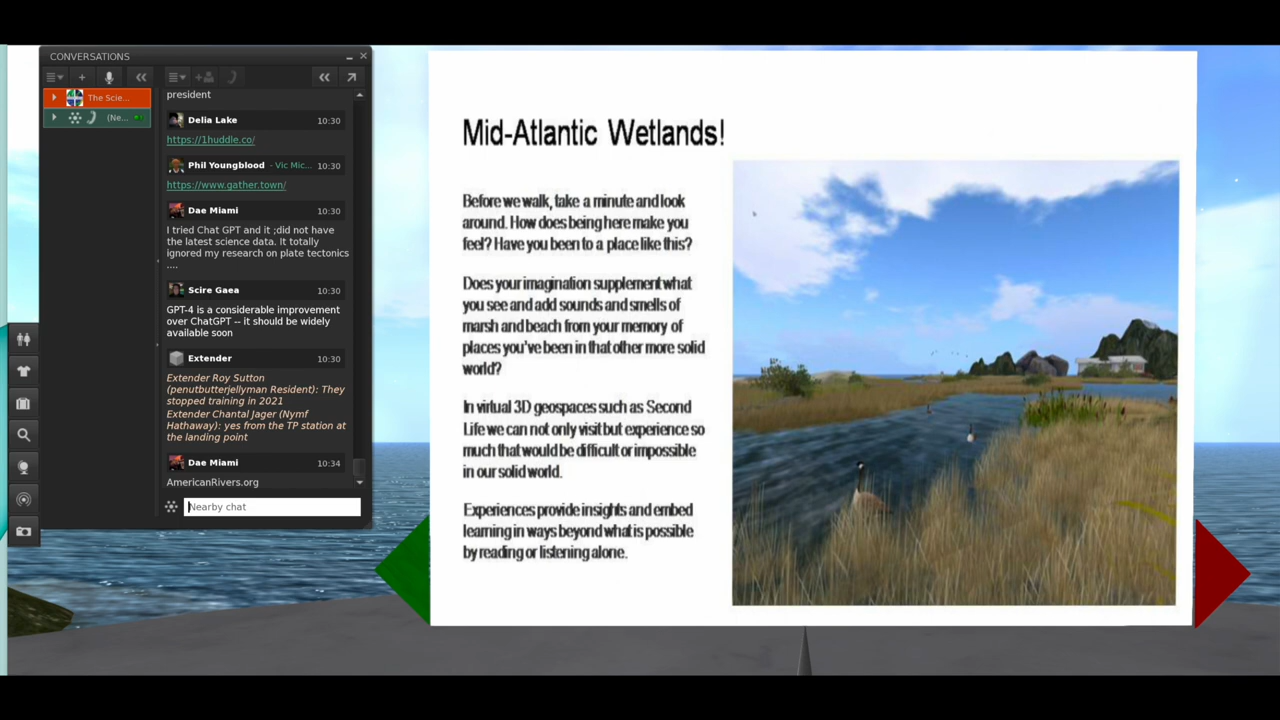 CONVERSATIONS
The Scie...
(Ne...
president
Delia Lake 10:30
https://1huddle.co/
Phil Youngblood - Vic Mic... 10:30
https://www.gather.town/
Dae Miami 10:30
I tried Chat GPT and it ;did not have
the latest science data. It totally
ignored my research on plate tectonics
....
Scire Gaea 10:30
GPT-4 is a considerable improvement
over ChatGPT -- it should be widely
available soon
Extender 10:30
Extender Roy Sutton
(penutbutterjellyman Resident): They
stopped training in 2021
Extender Chantal Jager (Nymf
Hathaway): yes from the TP station at
the landing point
Dae Miami 10:34
AmericanRivers.org
Nearby chat
Mid-Atlantic Wetlands!
Before we walk, take a minute and look
around. How does being here make you
feel? Have you been to a place like this?
Does your imagination supplement what
you see and add sounds and smells of
marsh and beach from your memory of
places you've been in that other more solid
world?
In virtual 3D geospaces such as Second
Life we can not only visit but experience so
much that would be difficult or impossible
in our solid world.
Experiences provide insights and embed
learning in ways beyond what is possible
by reading or listening alone.